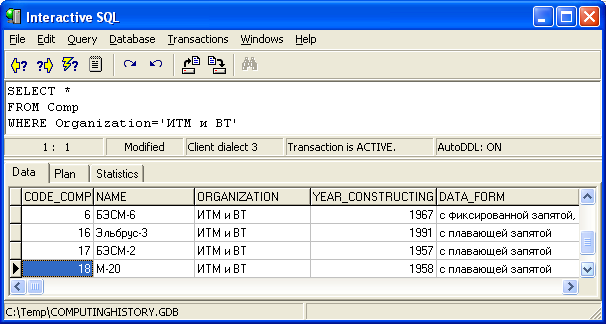 Interactive SQL
File Edit Query Database Transactions Windows Help
SELECT *
FROM Comp
WHERE Organization='ИТМ и ВТ'
1 : 1 Modified Client dialect 3 Transaction is ACTIVE. AutoDDL: ON
Data Plan Statistics
CODE_COMP NAME ORGANIZATION YEAR_CONSTRUCTING DATA_FORM
6 БЭСМ-6 ИТМ и ВТ 1967 с фиксированной запятой,
16 Эльбрус-3 ИТМ и ВТ 1991 с плавающей запятой
17 БЭСМ-2 ИТМ и ВТ 1957 с плавающей запятой
18 М-20 ИТМ и ВТ 1958 с плавающей запятой
C:\Temp\COMPUTINGHISTORY.GDB